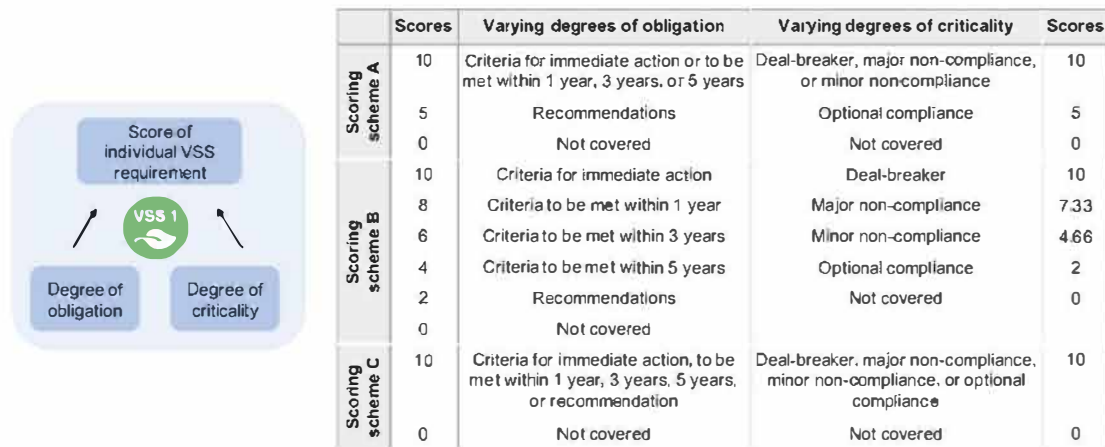 Score of
individual VSS
requirement
VSS 1
Degree of
obligation
Degree of
criticality
Scores Varying degrees of obligation Varying degrees of criticality Scores
Scoring
scheme A
10 Criteria for immediate action or to be Deal-breaker, major non-compliance, 10
met within 1 year, 3 years, or 5 years or minor non-compliance
5 Recommendations Optional compliance 5
0 Not covered Not covered 0
Scoring
scheme B
10 Criteria for immediate action Deal-breaker 10
8 Criteria to be met within 1 year Major non-compliance 7.33
6 Criteria to be met within 3 years Minor non-compliance 4.66
4 Criteria to be met within 5 years Optional compliance 2
2 Recommendations Not covered 0
0 Not covered
Scoring
scheme C
10 Criteria for immediate action, to be Deal-breaker, major non-compliance, 10
met within 1 year, 3 years, 5 years, minor non-compliance, or optional
or recommendation compliance
0 Not covered Not covered 0